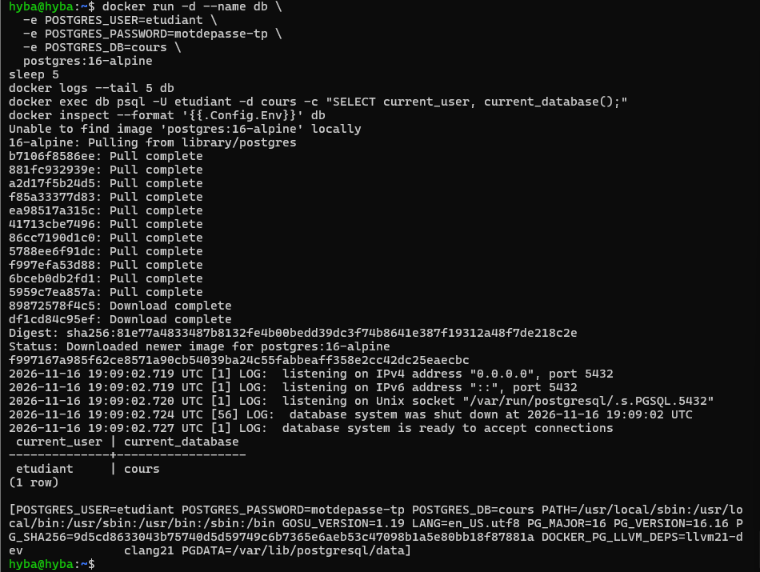 hyba@hyba:~$ docker run -d --name db \
  -e POSTGRES_USER=etudiant \
  -e POSTGRES_PASSWORD=motdepasse-tp \
  -e POSTGRES_DB=cours \
  postgres:16-alpine
sleep 5
docker logs --tail 5 db
docker exec db psql -U etudiant -d cours -c "SELECT current_user, current_database();"
docker inspect --format '{{.Config.Env}}' db
Unable to find image 'postgres:16-alpine' locally
16-alpine: Pulling from library/postgres
b7106f8586ee: Pull complete
881fc932939e: Pull complete
a2d17f5b24d5: Pull complete
f85a33377d83: Pull complete
ea98517a315c: Pull complete
41713cbe7496: Pull complete
86cc7190d1c0: Pull complete
5788ee6f91dc: Pull complete
f997efa53d88: Pull complete
6bceb0db2fd1: Pull complete
5959c7ea857a: Pull complete
89872578f4c5: Download complete
df1cd84c95ef: Download complete
Digest: sha256:81e77a4833487b8132fe4b00bedd39dc3f74b8641e387f19312a48f7de218c2e
Status: Downloaded newer image for postgres:16-alpine
f997167a985f62ce8571a90cb54039ba24c55fabbeaff358e2cc42dc25eaecbc
2026-11-16 19:09:02.719 UTC [1] LOG:  listening on IPv4 address "0.0.0.0", port 5432
2026-11-16 19:09:02.719 UTC [1] LOG:  listening on IPv6 address "::", port 5432
2026-11-16 19:09:02.720 UTC [1] LOG:  listening on Unix socket "/var/run/postgresql/.s.PGSQL.5432"
2026-11-16 19:09:02.724 UTC [56] LOG:  database system was shut down at 2026-11-16 19:09:02 UTC
2026-11-16 19:09:02.727 UTC [1] LOG:  database system is ready to accept connections
 current_user | current_database
--------------+------------------
 etudiant     | cours
(1 row)

[POSTGRES_USER=etudiant POSTGRES_PASSWORD=motdepasse-tp POSTGRES_DB=cours PATH=/usr/local/sbin:/usr/lo
cal/bin:/usr/sbin:/usr/bin:/sbin:/bin GOSU_VERSION=1.19 LANG=en_US.utf8 PG_MAJOR=16 PG_VERSION=16.16 P
G_SHA256=9d5cd8633043b75740d5d59749c6b7365e6aeb53c47098b1a5e80bb18f87881a DOCKER_PG_LLVM_DEPS=llvm21-d
ev              clang21 PGDATA=/var/lib/postgresql/data]
hyba@hyba:~$